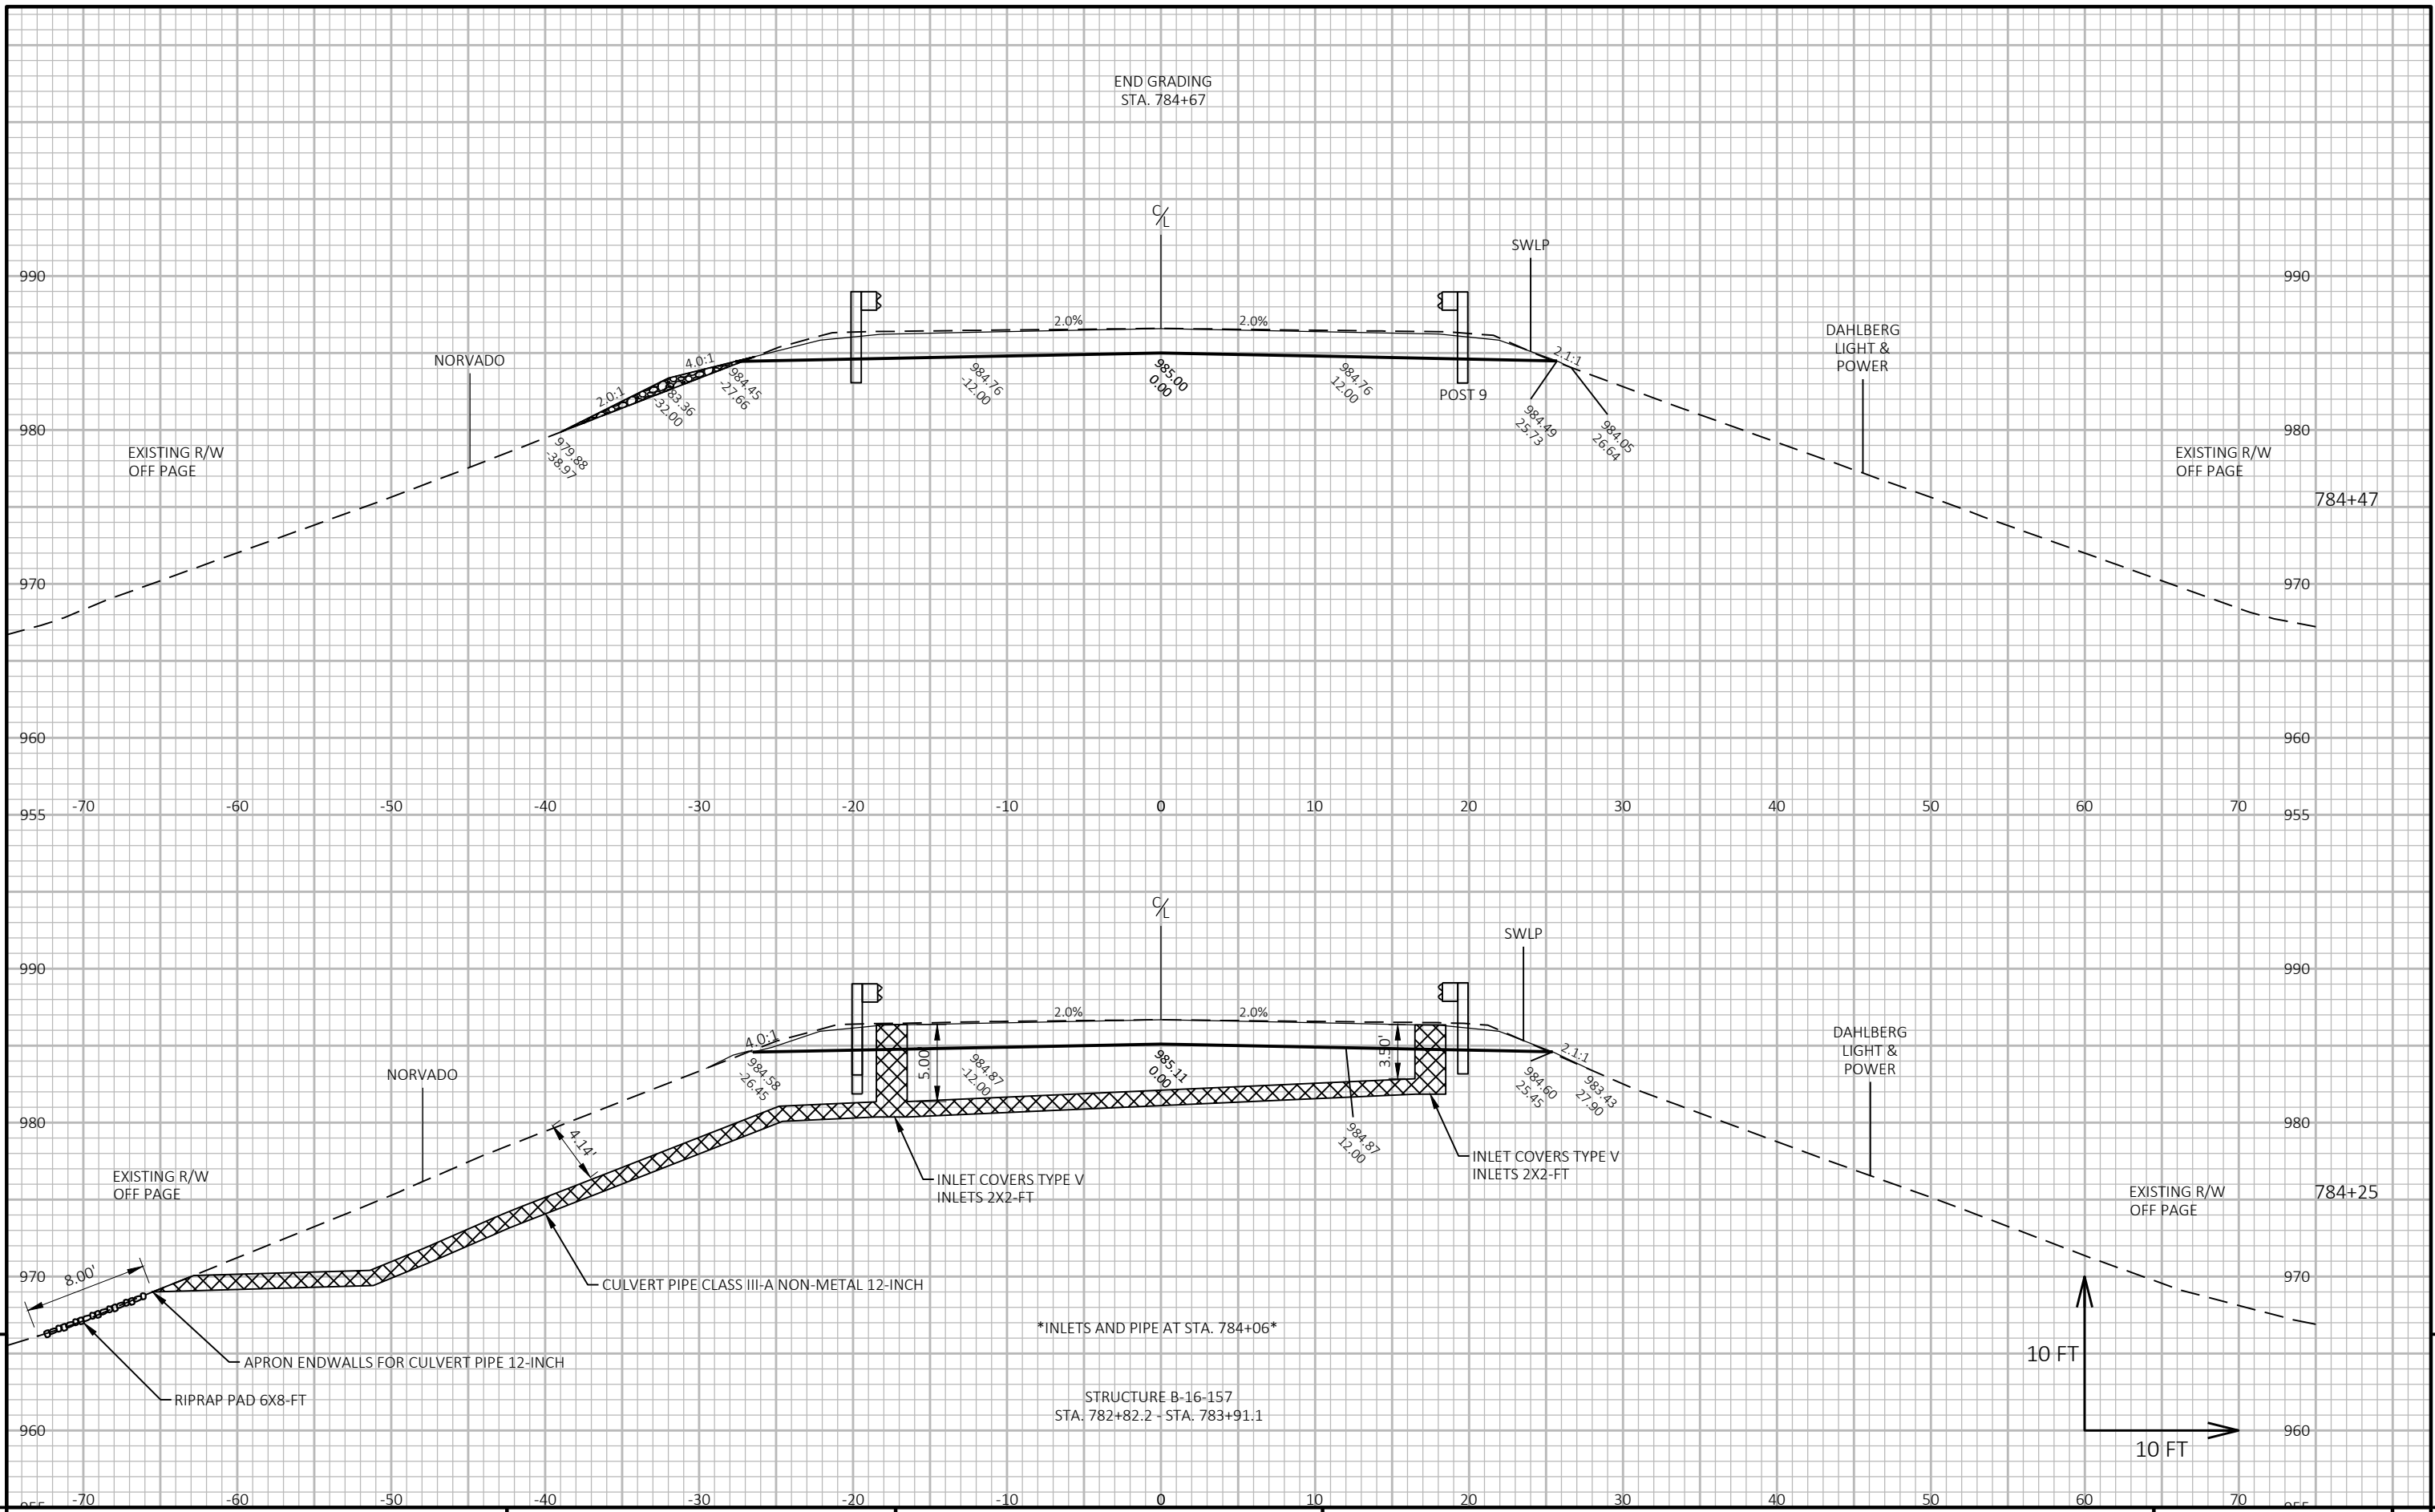 END GRADING
STA. 784+67
C/L
SWLP
990
990
2.0%
2.0%
DAHLBERG
LIGHT &
POWER
NORVADO
4.0:1
2.1:1
2.0:1
984.45
-27.66
983.36
-32.00
984.76
-12.00
985.00
0.00
984.76
12.00
POST 9
984.49
25.73
984.05
26.64
980
980
979.88
-38.97
EXISTING R/W
OFF PAGE
EXISTING R/W
OFF PAGE
784+47
970
970
960
960
-70 -60 -50 -40 -30 -20 -10 0 10 20 30 40 50 60 70
955
955
C/L
SWLP
990
990
2.0%
2.0%
4.0:1
DAHLBERG
LIGHT &
POWER
5.00'
3.50'
2.1:1
NORVADO
984.58
-26.45
984.87
-12.00
985.11
0.00
984.87
12.00
984.60
25.45
983.43
27.90
980
980
4.14'
INLET COVERS TYPE V
INLETS 2X2-FT
INLET COVERS TYPE V
INLETS 2X2-FT
EXISTING R/W
OFF PAGE
EXISTING R/W
OFF PAGE
784+25
8.00'
970
970
CULVERT PIPE CLASS III-A NON-METAL 12-INCH
*INLETS AND PIPE AT STA. 784+06*
APRON ENDWALLS FOR CULVERT PIPE 12-INCH
RIPRAP PAD 6X8-FT
10 FT
STRUCTURE B-16-157
STA. 782+82.2 - STA. 783+91.1
960
960
10 FT
-70 -60 -50 -40 -30 -20 -10 0 10 20 30 40 50 60 70
955
955